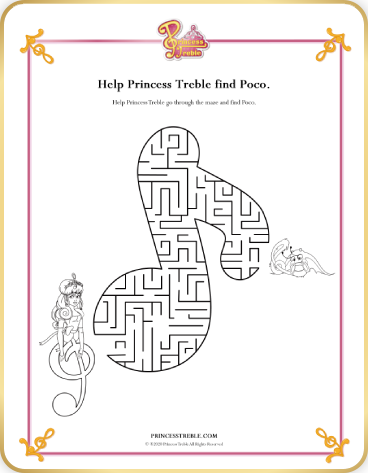 Princess
Treble
Help Princess Treble find Poco.
Help Princess Treble go through the maze and find Poco.
PRINCESSTREBLE.COM
© 2020 Princess Treble All Rights Reserved